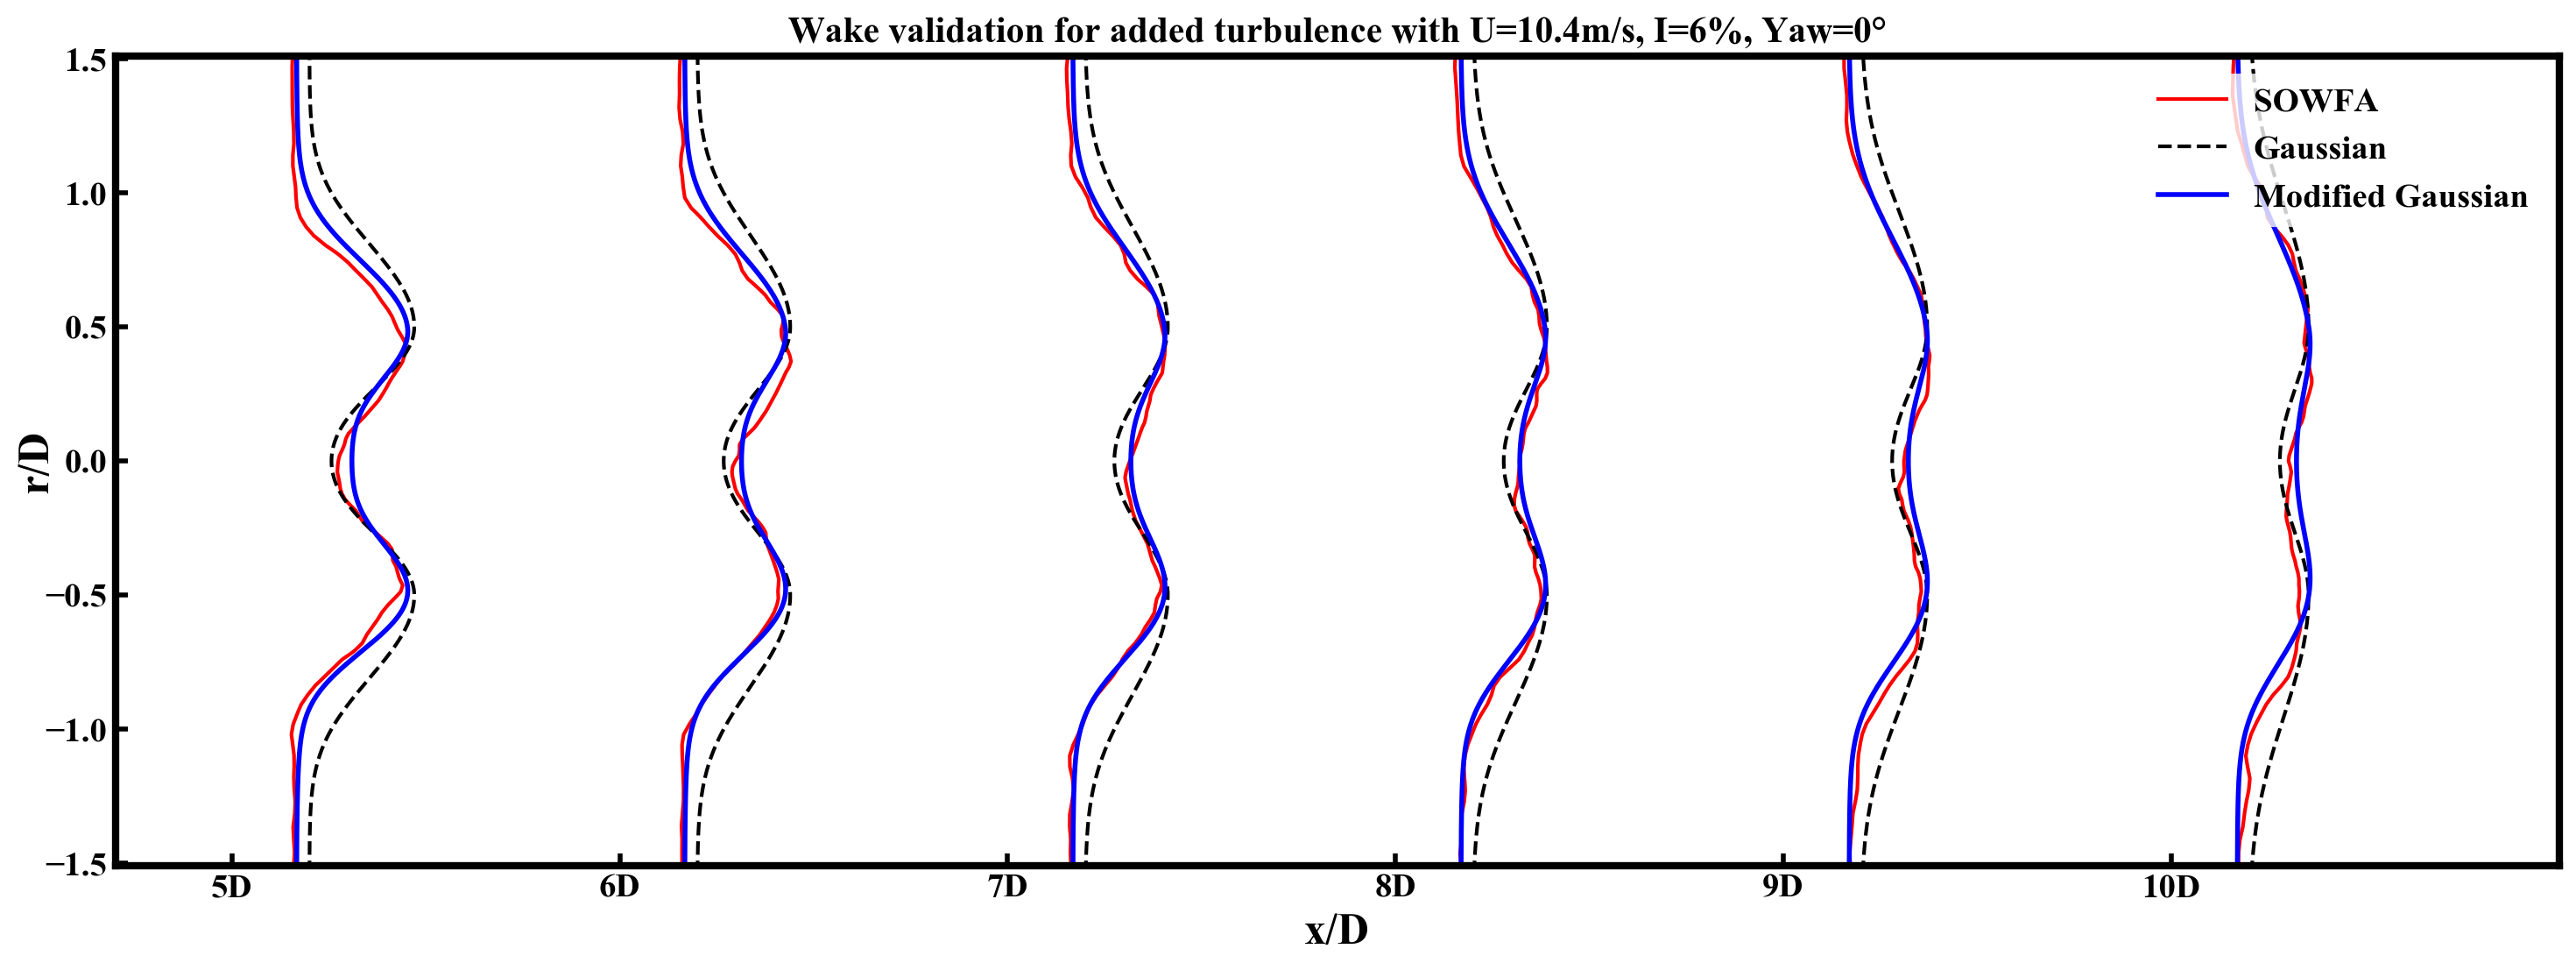 Wake validation for added turbulence with U=10.4m/s, I=6%, Yaw=0°
SOWFA
Gaussian
Modified Gaussian
r/D
1.5
1.0
0.5
0.0
−0.5
−1.0
−1.5
5D 6D 7D 8D 9D 10D
x/D